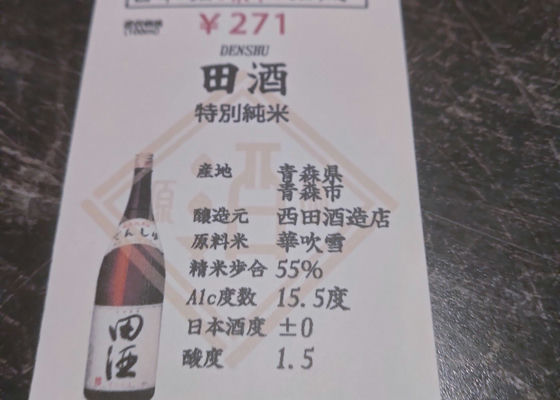 ¥271
(100ml)
DENSHU
田酒
特別純米
産地 青森県
青森市
醸造元 西田酒造店
原料米 華吹雪
精米歩合 55%
Alc度数 15.5度
日本酒度 ±0
酸度 1.5
田酒